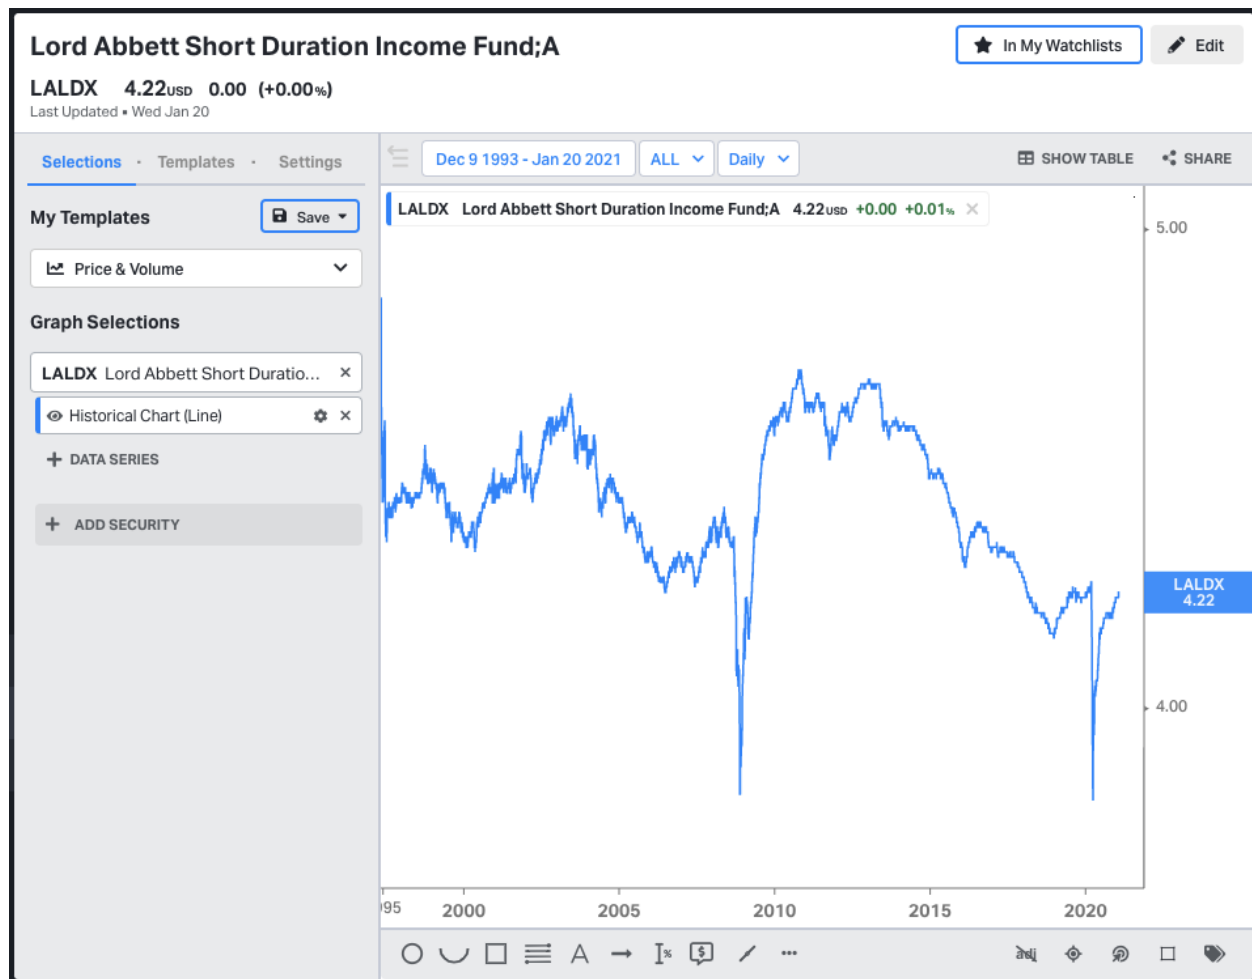 Lord Abbett Short Duration Income Fund;A
In My Watchlists
Edit
LALDX 4.22USD 0.00 (+0.00%)
Last Updated • Wed Jan 20
Selections · Templates · Settings
Dec 9 1993 - Jan 20 2021
ALL
Daily
SHOW TABLE
SHARE
My Templates
Save
Price & Volume
Graph Selections
LALDX Lord Abbett Short Duratio...
Historical Chart (Line)
DATA SERIES
ADD SECURITY
LALDX Lord Abbett Short Duration Income Fund;A 4.22USD +0.00 +0.01%
5.00
LALDX
4.22
4.00
95 2000 2005 2010 2015 2020
A
%
$
adj